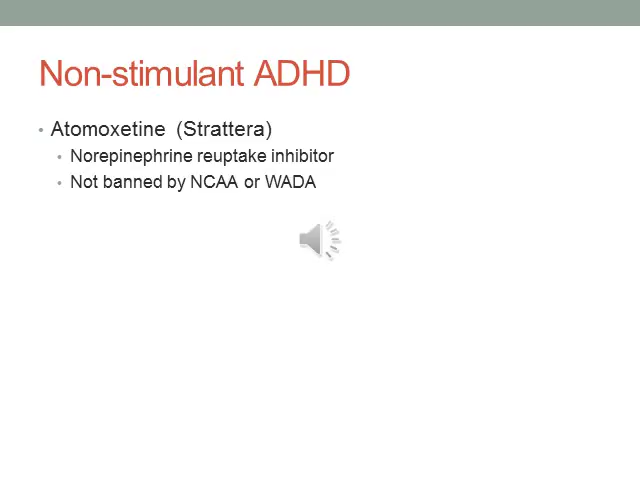 Non-stimulant ADHD
• Atomoxetine (Strattera)
• Norepinephrine reuptake inhibitor
• Not banned by NCAA or WADA